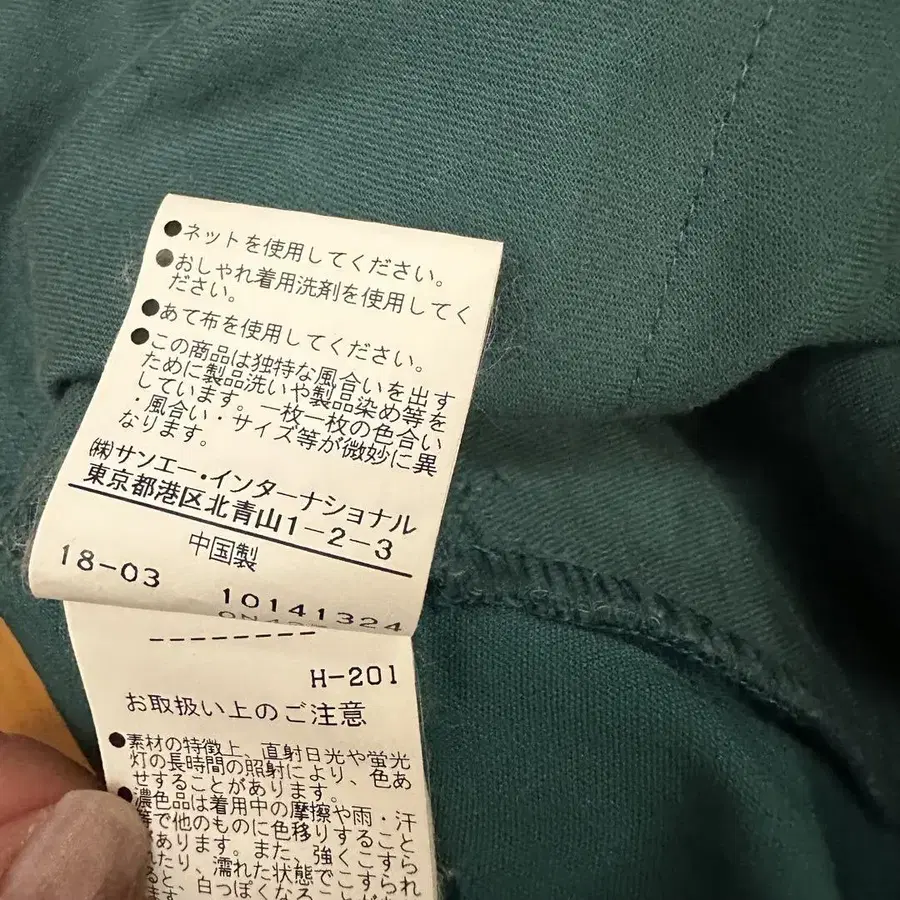 ●ネットを使用してください。
●おしゃれ着用洗剤を使用してく
ださい。
●あて布を使用してください。
●この商品は独特な風合いを出す
ために製品洗いや製品染め等を
しています。一枚一枚の色合い
・風合い・サイズ等が微妙に異
なります。
㈱サンエー・インターナショナル
東京都港区北青山1-2-3
中国製
18-03
10141324
H-201
お取扱い上のご注意
●素材の特徴上、直射日光や蛍光
灯の長時間の照射により、色あ
せすることがあります。
●濃色品は着用中の摩擦や雨・汗
等で他のものに色移りすること
があります。また、強くこすら
れたり、濡れた状態でこすられ
ると、白っぽくなることが